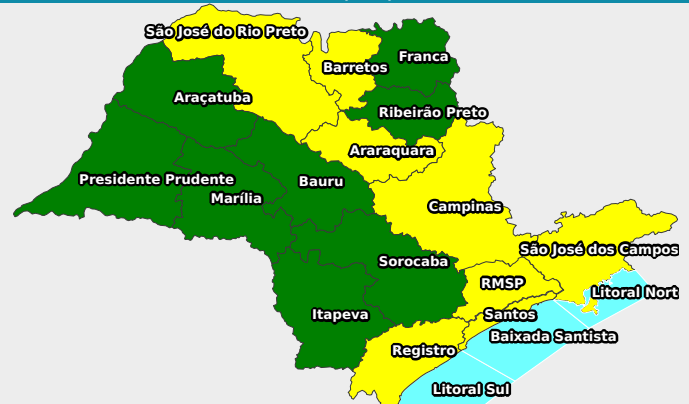 São José do Rio Preto
Franca
Barretos
Araçatuba
Ribeirão Preto
Araraquara
Presidente Prudente
Bauru
Marília
Campinas
São José dos Campos
Sorocaba
RMSP
Litoral Nort
Itapeva
Santos
Baixada Santista
Registro
Litoral Sul